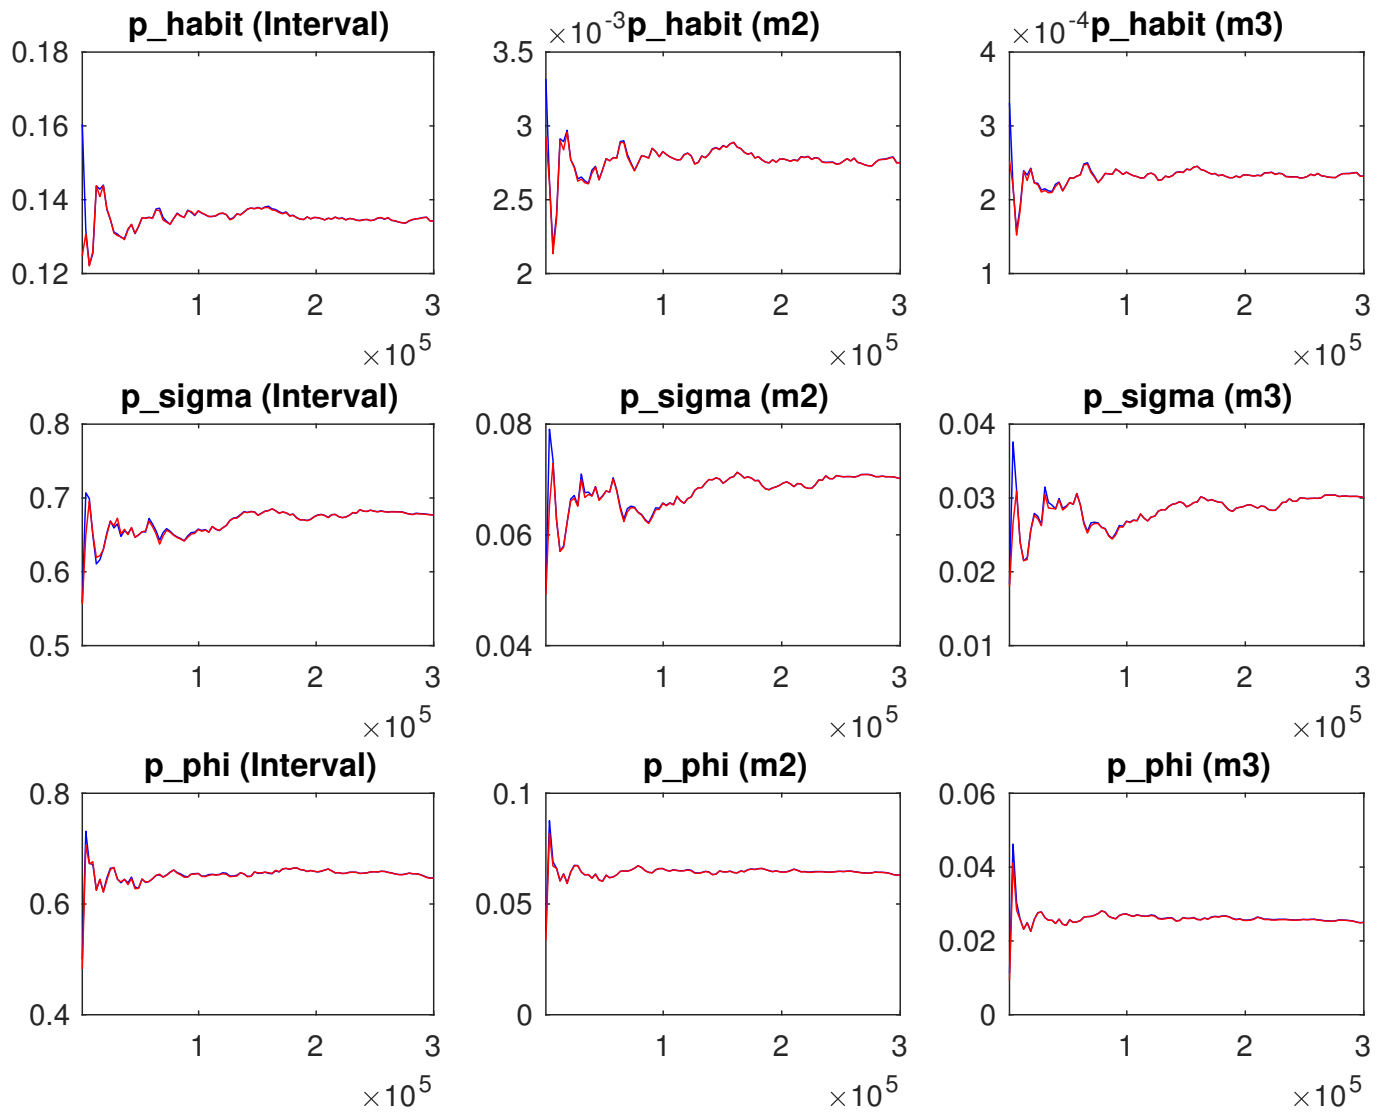 p_habit (Interval)
0.18
0.16
0.14
0.12
1 2 3
×10^5
×10^-3 p_habit (m2)
3.5
3
2.5
2
1 2 3
×10^5
×10^-4 p_habit (m3)
4
3
2
1
1 2 3
×10^5
p_sigma (Interval)
0.8
0.7
0.6
0.5
1 2 3
×10^5
p_sigma (m2)
0.08
0.06
0.04
1 2 3
×10^5
p_sigma (m3)
0.04
0.03
0.02
0.01
1 2 3
×10^5
p_phi (Interval)
0.8
0.6
0.4
1 2 3
×10^5
p_phi (m2)
0.1
0.05
0
1 2 3
×10^5
p_phi (m3)
0.06
0.04
0.02
0
1 2 3
×10^5